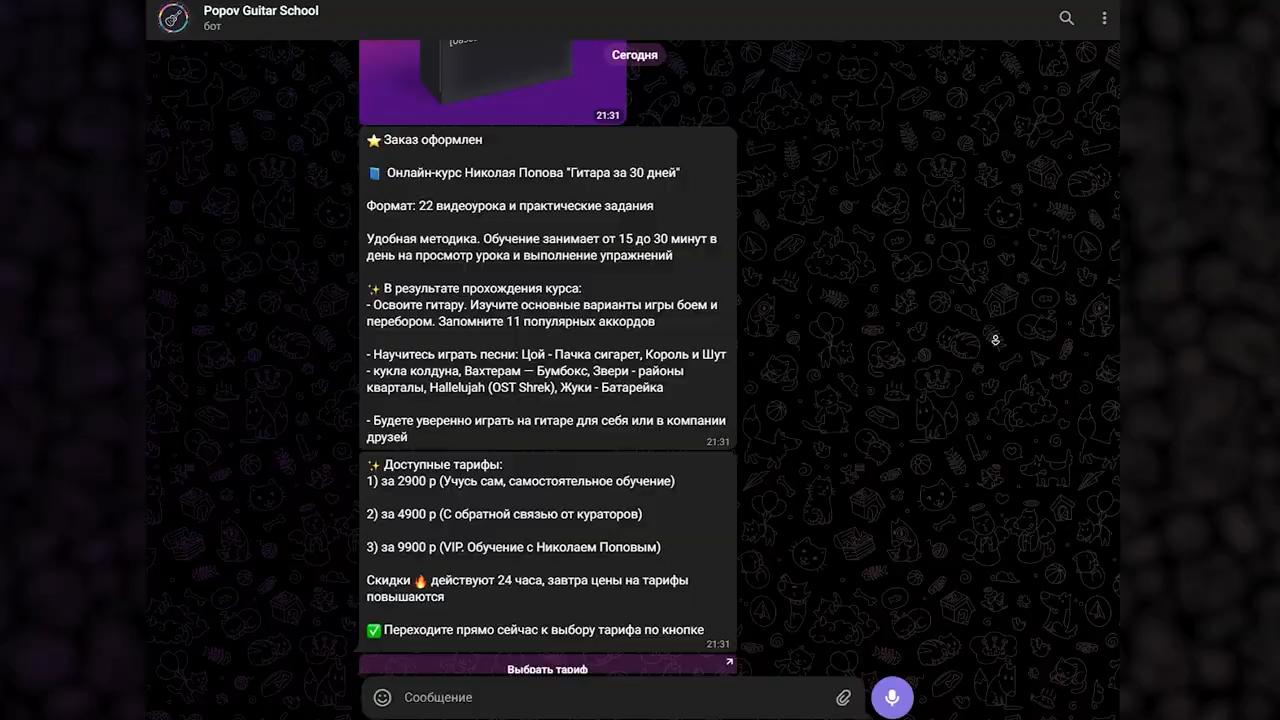 Popov Guitar School
бот
Сегодня
21:31
⭐ Заказ оформлен
📘 Онлайн-курс Николая Попова "Гитара за 30 дней"
Формат: 22 видеоурока и практические задания
Удобная методика. Обучение занимает от 15 до 30 минут в
день на просмотр урока и выполнение упражнений
✨ В результате прохождения курса:
- Освоите гитару. Изучите основные варианты игры боем и
перебором. Запомните 11 популярных аккордов
- Научитесь играть песни: Цой - Пачка сигарет, Король и Шут
- кукла колдуна, Вахтерам — Бумбокс, Звери - районы
кварталы, Hallelujah (OST Shrek), Жуки - Батарейка
- Будете уверенно играть на гитаре для себя или в компании
друзей
21:31
✨ Доступные тарифы:
1) за 2900 р (Учусь сам, самостоятельное обучение)
2) за 4900 р (С обратной связью от кураторов)
3) за 9900 р (VIP. Обучение с Николаем Поповым)
Скидки 🔥 действуют 24 часа, завтра цены на тарифы
повышаются
✅ Переходите прямо сейчас к выбору тарифа по кнопке
21:31
Выбрать тариф
Сообщение